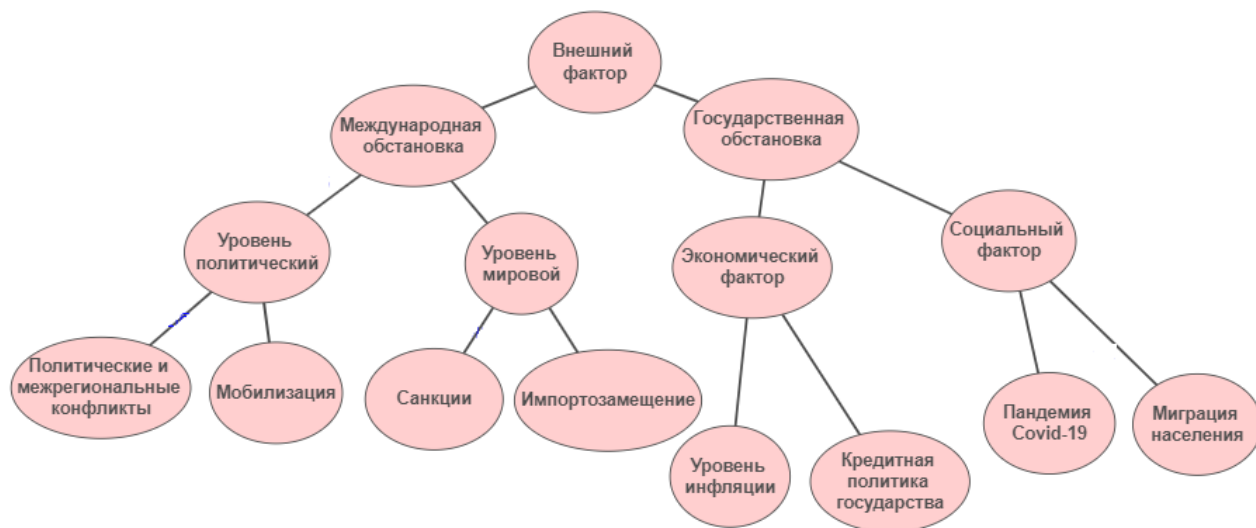 Внешний
фактор
Международная
обстановка
Государственная
обстановка
Уровень
политический
Уровень
мировой
Экономический
фактор
Социальный
фактор
Политические и
межрегиональные
конфликты
Мобилизация
Санкции
Импортозамещение
Уровень
инфляции
Кредитная
политика
государства
Пандемия
Covid-19
Миграция
населения